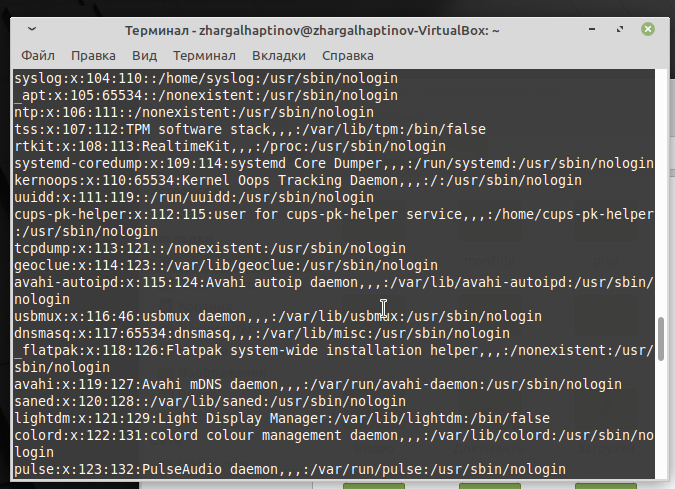 Терминал - zhargalhaptinov@zhargalhaptinov-VirtualBox: ~
Файл Правка Вид Терминал Вкладки Справка
syslog:x:104:110::/home/syslog:/usr/sbin/nologin
_apt:x:105:65534::/nonexistent:/usr/sbin/nologin
ntp:x:106:111::/nonexistent:/usr/sbin/nologin
tss:x:107:112:TPM software stack,,,:/var/lib/tpm:/bin/false
rtkit:x:108:113:RealtimeKit,,,:/proc:/usr/sbin/nologin
systemd-coredump:x:109:114:systemd Core Dumper,,,:/run/systemd:/usr/sbin/nologin
kernoops:x:110:65534:Kernel Oops Tracking Daemon,,,:/:/usr/sbin/nologin
uuidd:x:111:119::/run/uuidd:/usr/sbin/nologin
cups-pk-helper:x:112:115:user for cups-pk-helper service,,,:/home/cups-pk-helper
:/usr/sbin/nologin
tcpdump:x:113:121::/nonexistent:/usr/sbin/nologin
geoclue:x:114:123::/var/lib/geoclue:/usr/sbin/nologin
avahi-autoipd:x:115:124:Avahi autoip daemon,,,:/var/lib/avahi-autoipd:/usr/sbin/
nologin
usbmux:x:116:46:usbmux daemon,,,:/var/lib/usbmux:/usr/sbin/nologin
dnsmasq:x:117:65534:dnsmasq,,,:/var/lib/misc:/usr/sbin/nologin
_flatpak:x:118:126:Flatpak system-wide installation helper,,,:/nonexistent:/usr/
sbin/nologin
avahi:x:119:127:Avahi mDNS daemon,,,:/var/run/avahi-daemon:/usr/sbin/nologin
saned:x:120:128::/var/lib/saned:/usr/sbin/nologin
lightdm:x:121:129:Light Display Manager:/var/lib/lightdm:/bin/false
colord:x:122:131:colord colour management daemon,,,:/var/lib/colord:/usr/sbin/no
login
pulse:x:123:132:PulseAudio daemon,,,:/var/run/pulse:/usr/sbin/nologin